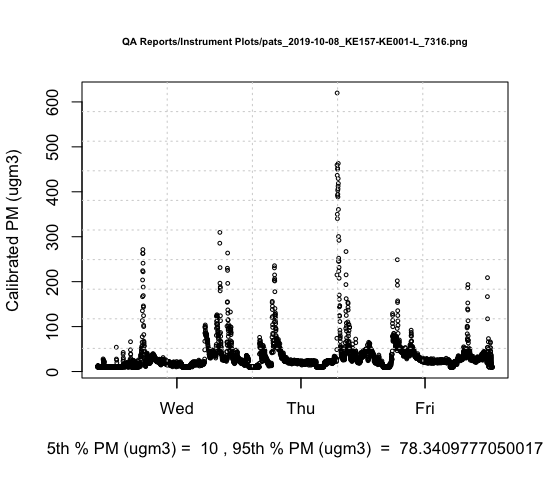 QA Reports/Instrument Plots/pats_2019-10-08_KE157-KE001-L_7316.png
600
500
400
300
200
100
0
Calibrated PM (ugm3)
Wed Thu Fri
5th % PM (ugm3) = 10 , 95th % PM (ugm3) = 78.3409777050017